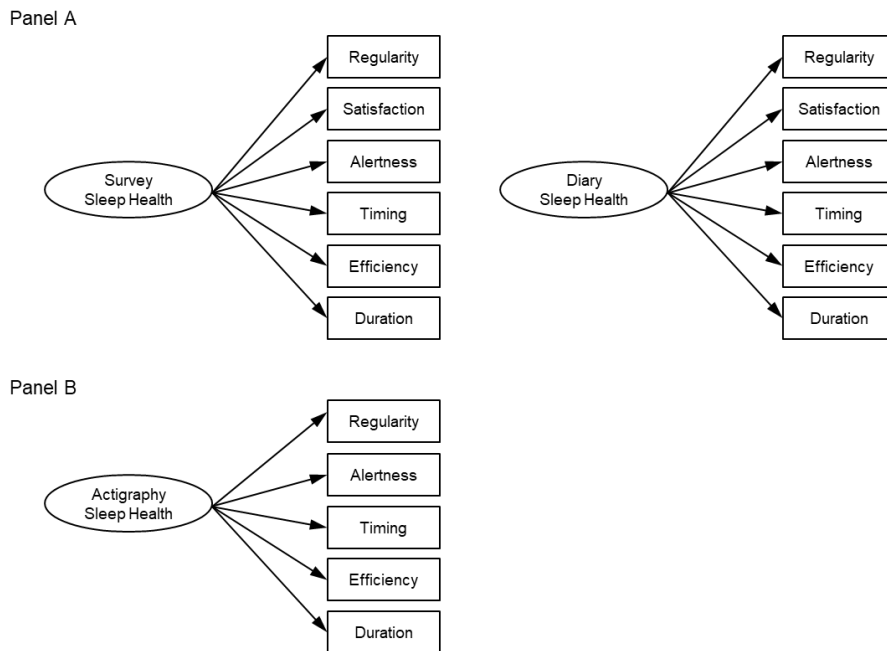 Panel A
Survey
Sleep Health
Regularity
Satisfaction
Alertness
Timing
Efficiency
Duration
Diary
Sleep Health
Regularity
Satisfaction
Alertness
Timing
Efficiency
Duration
Panel B
Actigraphy
Sleep Health
Regularity
Alertness
Timing
Efficiency
Duration